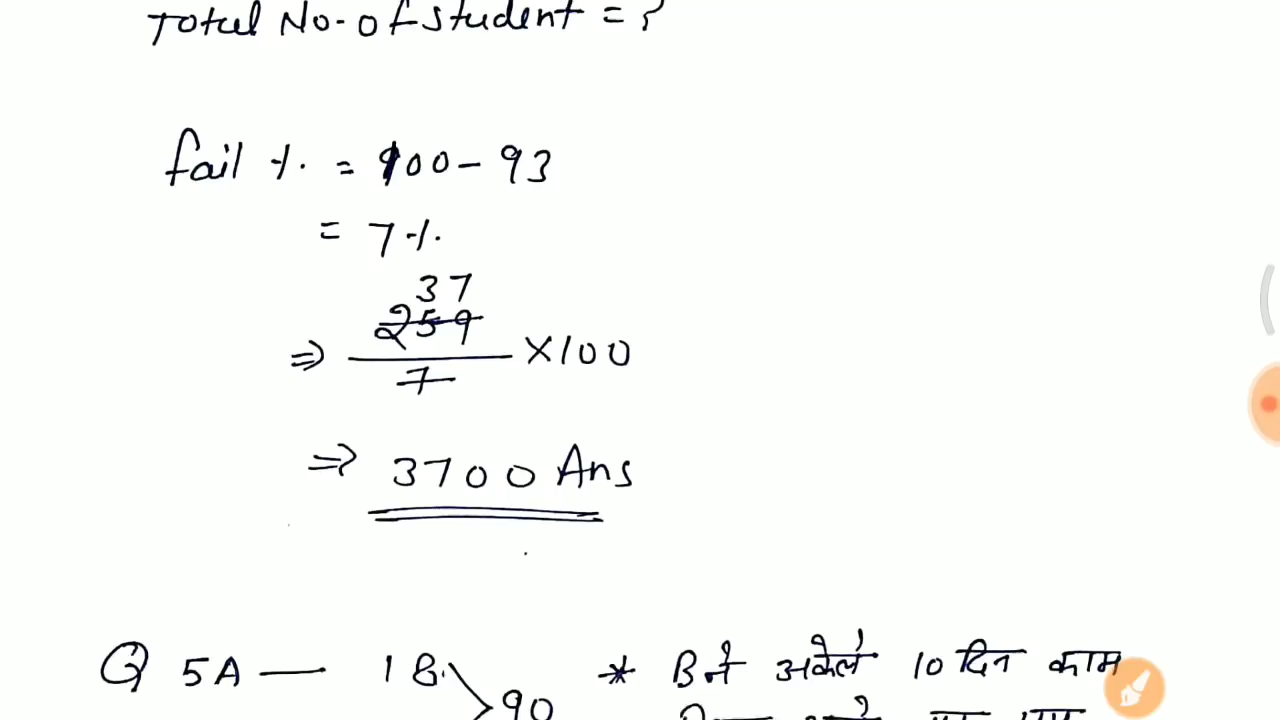 Total No. of student = ?
fail % = 100 - 93
= 7 %
37
⇒ 259/7 × 100
⇒ 3700 Ans
Q 5A — 18
90
* B ने अकेले 10 दिन काम